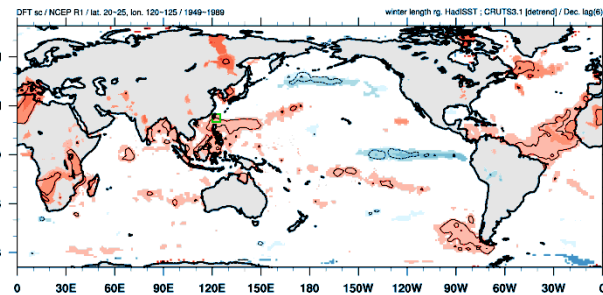 DFT sc / NCEP R1 / lat. 20-25, lon. 120-125 / 1949-1989
winter length rg. HadISST ; CRUTS3.1 [detrend] / Dec. lag(6)
0 30E 60E 90E 120E 150E 180 150W 120W 90W 60W 30W 0